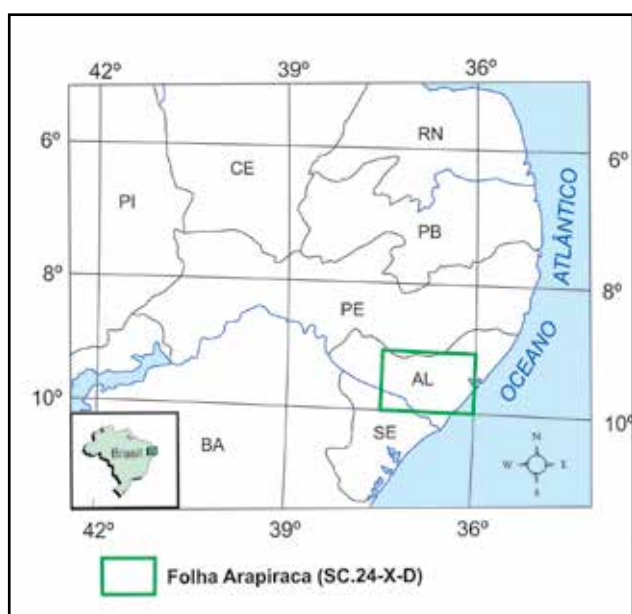 42º 39º 36º
6º 6º
RN
CE
PI
PB
ATLÂNTICO
8º 8º
PE
OCEANO
AL
10º 10º
SE
BA
Brasil
N
W E
S
42º 39º 36º
Folha Arapiraca (SC.24-X-D)